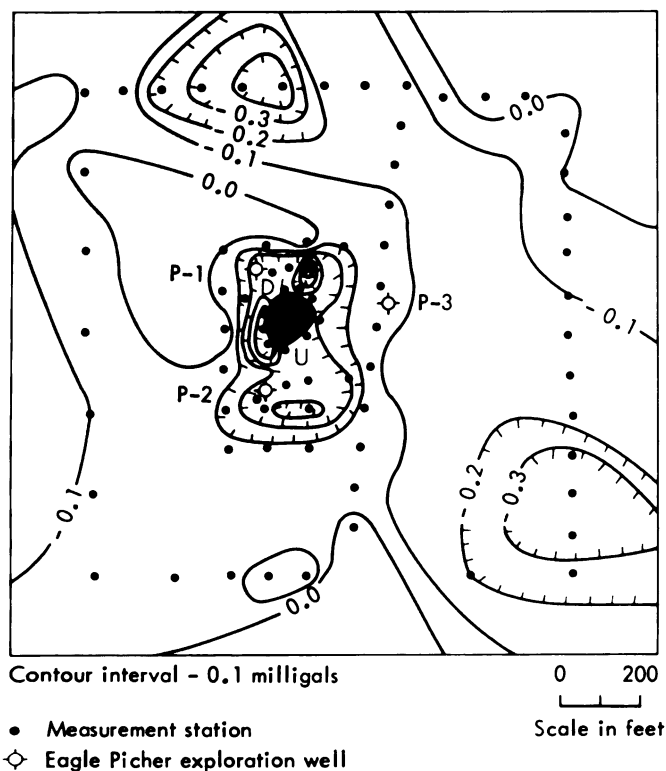 0.0
- 0.3
- 0.2
- 0.1
0.0
P-1
D
P-3
- 0.1
U
P-2
- 0.2
- 0.3
- 0.1
0.0
Contour interval - 0.1 milligals
0 200
Measurement station
Scale in feet
Eagle Picher exploration well